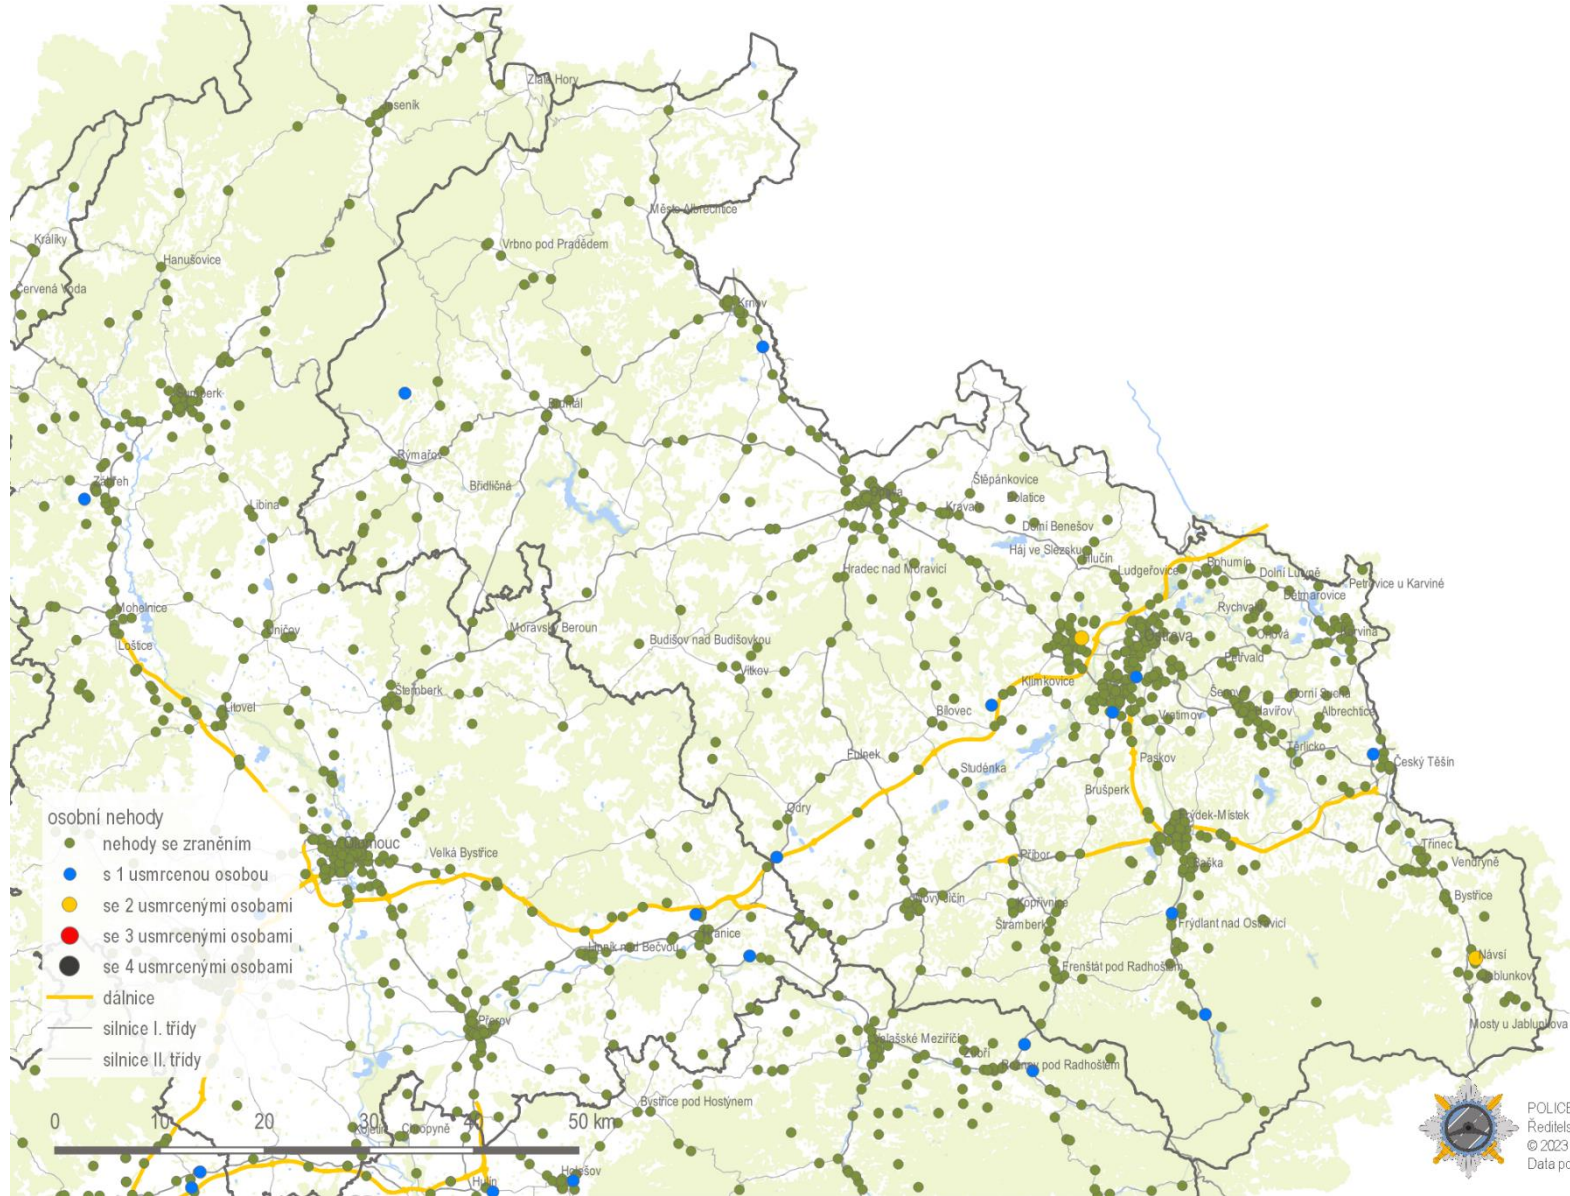 Zlaté Hory
Jeseník
Město Albrechtice
Králíky
Vrbno pod Pradědem
Hanušovice
Červená Voda
Krnov
Šumperk
Bruntál
Rýmařov
Zábřeh
Břidličná
Štěpánkovice
Bolatice
Opava
Kravaře
Libina
Dolní Benešov
Háj ve Slezsku
Hlučín
Hradec nad Moravicí
Ludgeřovice
Bohumín
Dolní Lutyně
Petrovice u Karviné
Dětmarovice
Mohelnice
Rychvald
Uničov
Moravský Beroun
Budišov nad Budišovkou
Ostrava
Orlová
Karviná
Loštice
Vítkov
Petřvald
Klimkovice
Šternberk
Šenov
Horní Suchá
Litovel
Bílovec
Vratimov
Havířov
Albrechtice
Těrlicko
Fulnek
Paskov
Český Těšín
Studénka
Brušperk
Odry
Frýdek-Místek
osobní nehody
nehody se zraněním
s 1 usmrcenou osobou
se 2 usmrcenými osobami
se 3 usmrcenými osobami
se 4 usmrcenými osobami
dálnice
silnice I. třídy
silnice II. třídy
Olomouc
Velká Bystřice
Příbor
Baška
Třinec
Vendryně
Bystřice
Nový Jičín
Kopřivnice
Štramberk
Frýdlant nad Ostravicí
Hranice
Lipník nad Bečvou
Návsí
Jablunkov
Frenštát pod Radhoštěm
Přerov
Mosty u Jablunkova
Valašské Meziříčí
Zubří
Rožnov pod Radhoštěm
Bystřice pod Hostýnem
0 10 20 30 40 50 km
Kojetín
Chropyně
Holešov
Hulín
POLICE
Ředitels
© 2023
Data po